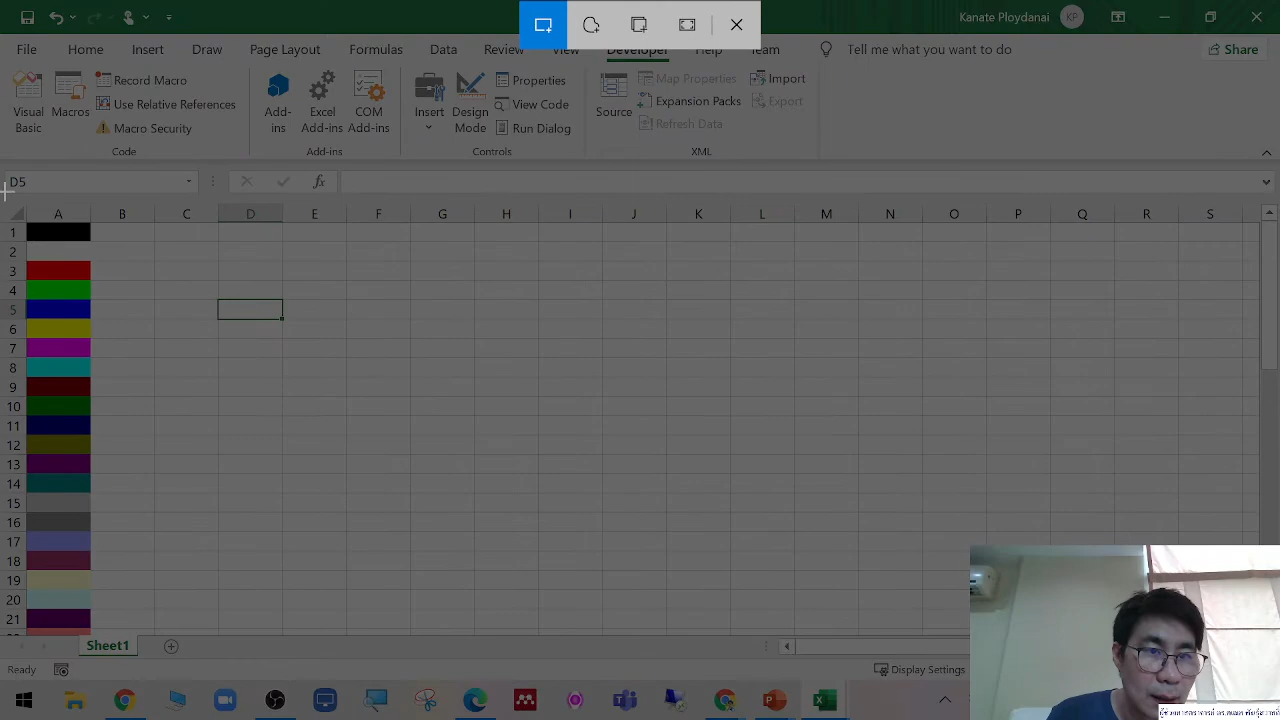 Kanate Ploydanai KP
File Home Insert Draw Page Layout Formulas Data Review View Developer Help Team Tell me what you want to do Share
Visual Basic
Macros
Record Macro
Use Relative References
Macro Security
Code
Add-ins
Excel Add-ins
COM Add-ins
Add-ins
Insert
Design Mode
Properties
View Code
Run Dialog
Controls
Source
Map Properties
Expansion Packs
Refresh Data
Import
Export
XML
D5
fx
A B C D E F G H I J K L M N O P Q R S
1
2
3
4
5
6
7
8
9
10
11
12
13
14
15
16
17
18
19
20
21
Sheet1
Ready Display Settings